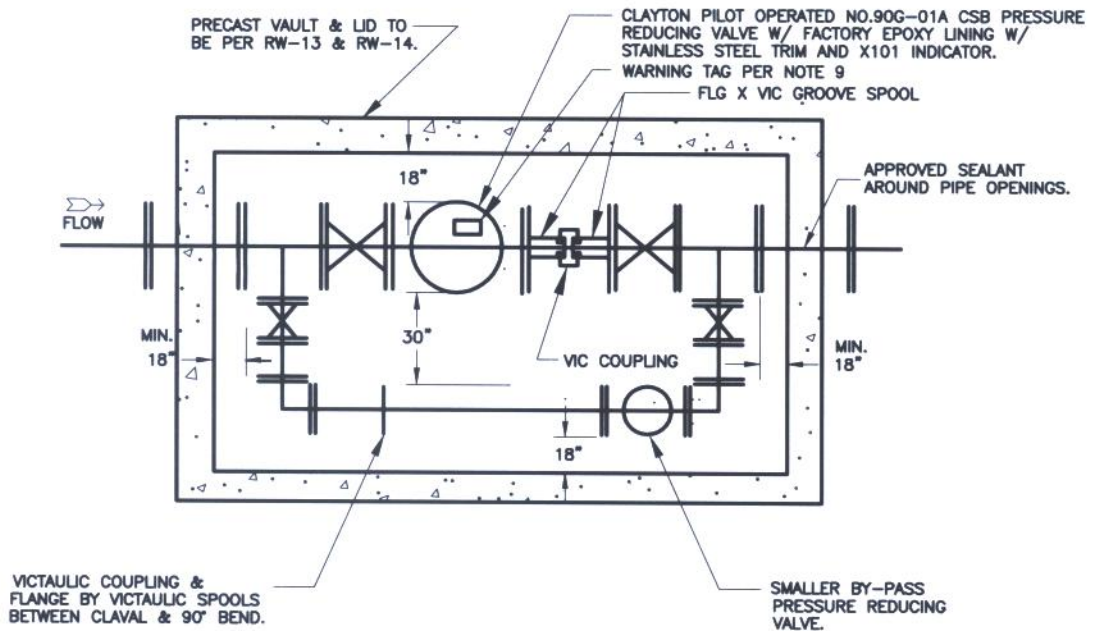 PRECAST VAULT & LID TO
BE PER RW-13 & RW-14.
CLAYTON PILOT OPERATED NO.90G-01A CSB PRESSURE
REDUCING VALVE W/ FACTORY EPOXY LINING W/
STAINLESS STEEL TRIM AND X101 INDICATOR.
WARNING TAG PER NOTE 9
FLG X VIC GROOVE SPOOL
APPROVED SEALANT
AROUND PIPE OPENINGS.
FLOW
18"
30"
MIN.
18"
VIC COUPLING
MIN.
18"
18"
VICTAULIC COUPLING &
FLANGE BY VICTAULIC SPOOLS
BETWEEN CLAVAL & 90° BEND.
SMALLER BY-PASS
PRESSURE REDUCING
VALVE.